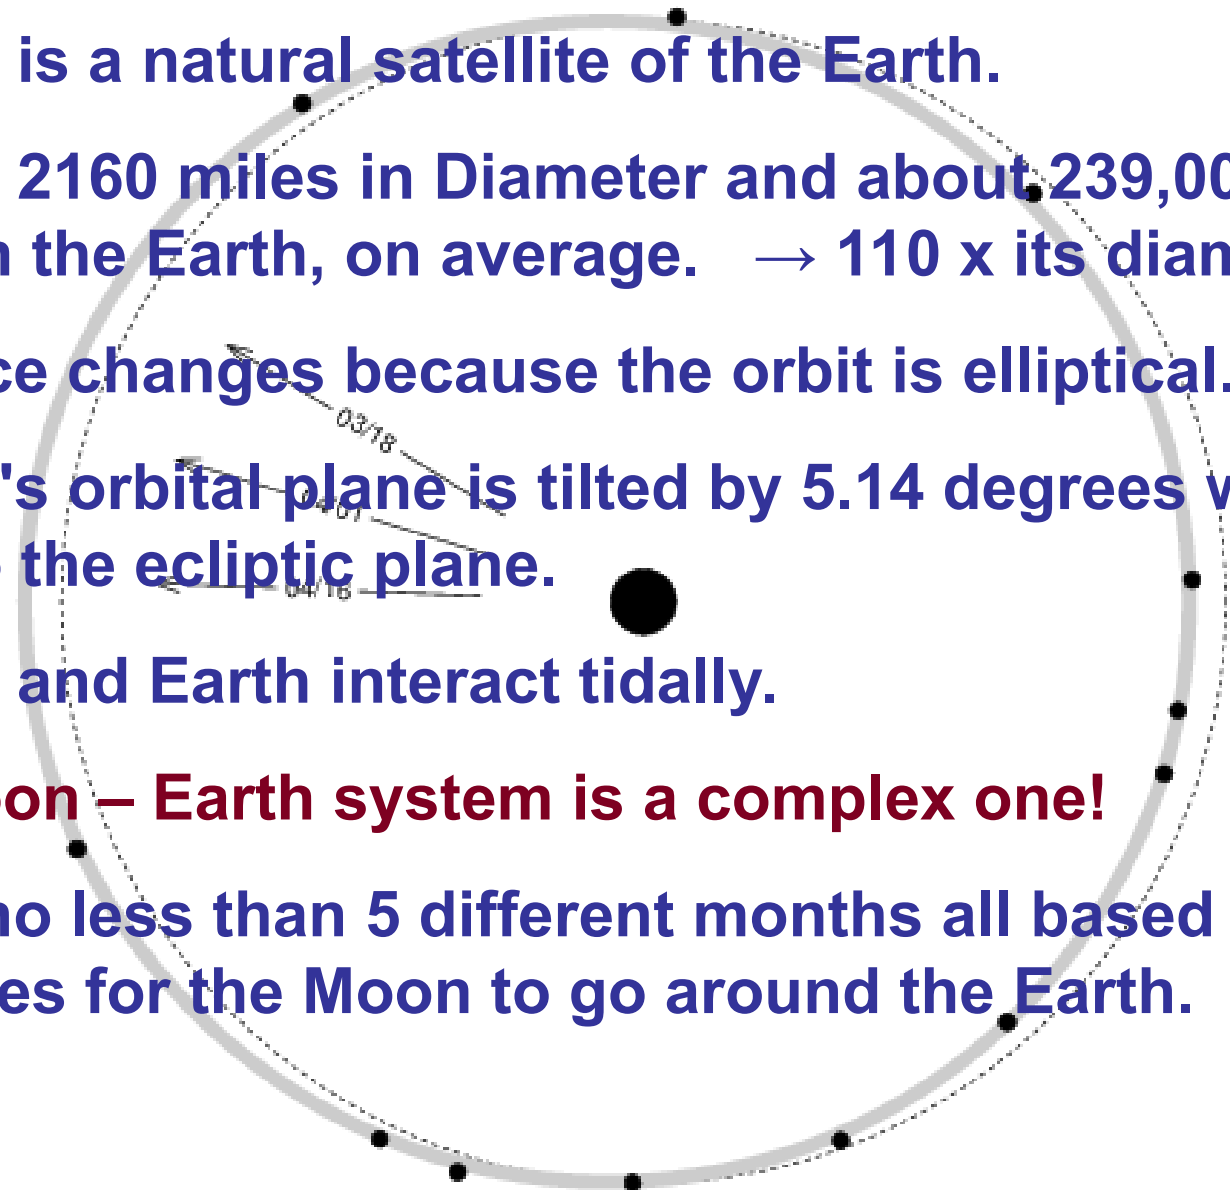 is a natural satellite of the Earth.
2160 miles in Diameter and about 239,00
the Earth, on average. → 110 x its diam
ce changes because the orbit is elliptical.
03/18
's orbital plane is tilted by 5.14 degrees w
the ecliptic plane.
04/16
and Earth interact tidally.
oon – Earth system is a complex one!
no less than 5 different months all based
es for the Moon to go around the Earth.